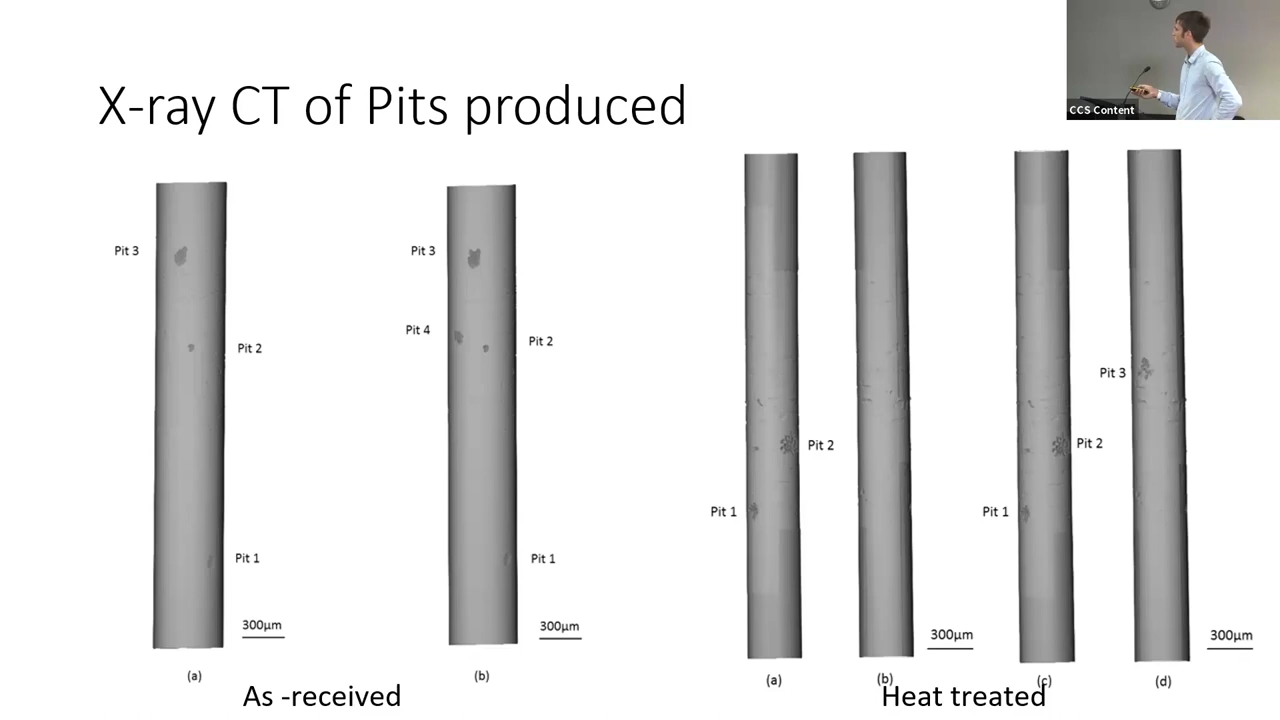 CCS Content
X-ray CT of Pits produced
Pit 3
Pit 2
Pit 1
300μm
(a)
Pit 3
Pit 4
Pit 2
Pit 1
300μm
(b)
As -received
Pit 2
Pit 1
(a)
(b)
300μm
Pit 2
Pit 1
(c)
Pit 3
(d)
300μm
Heat treated